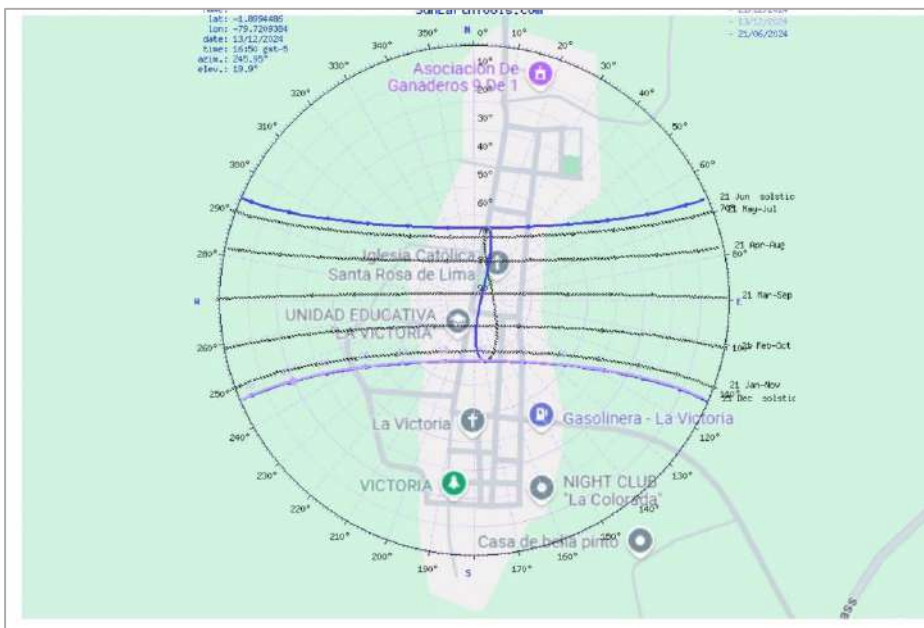 SunEarthTools.com
lat: -1.8994486
lon: -79.7209384
date: 13/12/2024
time: 16:50 gmt-5
azim.: 245.95°
elev.: 19.9°
- 13/12/2024
- 21/06/2024
N 0°
10°
20°
30°
40°
50°
60°
80°
120°
130°
140°
150°
160°
170°
S
190°
200°
210°
220°
230°
240°
250°
260°
280°
290°
300°
310°
320°
330°
340°
350°
10°
20°
30°
40°
50°
60°
E
Asociación De
Ganaderos 9 De 1
21 Jun solstic
21 May-Jul
21 Apr-Aug
21 Mar-Sep
21 Feb-Oct
21 Jan-Nov
21 Dec solstic
Iglesia Católica
Santa Rosa de Lima
UNIDAD EDUCATIVA
"LA VICTORIA"
La Victoria
Gasolinera - La Victoria
VICTORIA
NIGHT CLUB
"La Colorada"
Casa de bella pinto